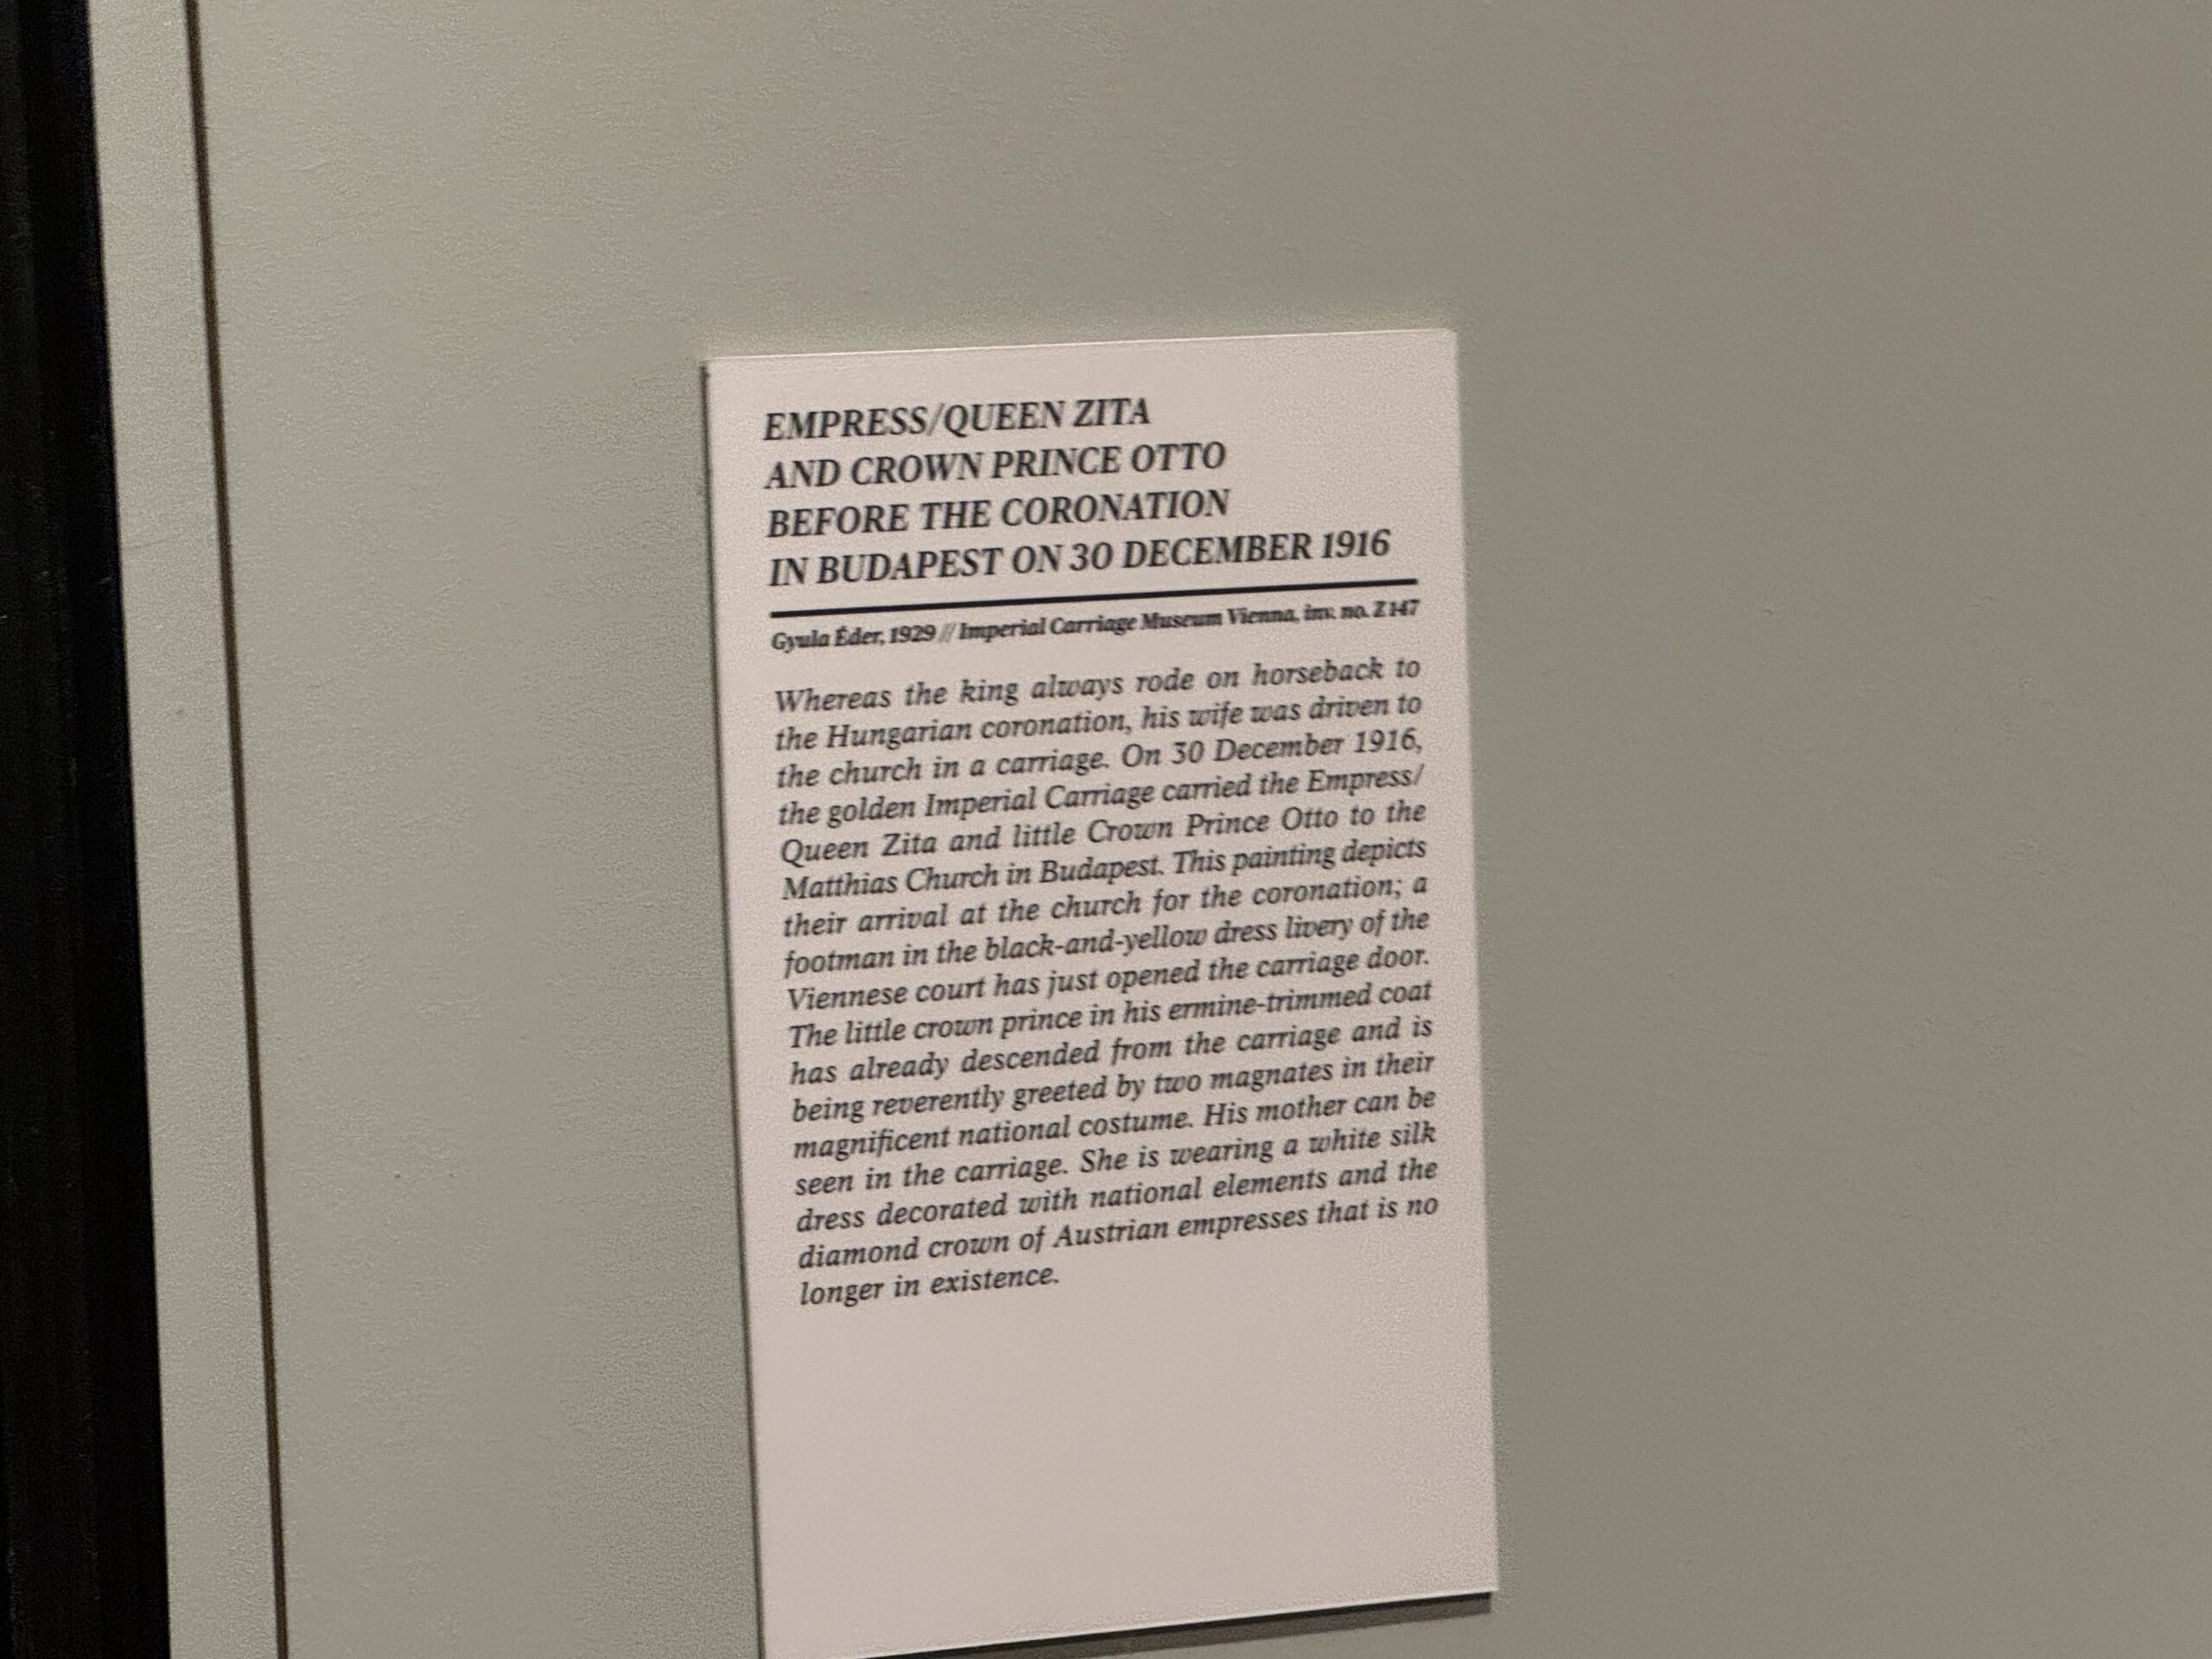 EMPRESS/QUEEN ZITA
AND CROWN PRINCE OTTO
BEFORE THE CORONATION
IN BUDAPEST ON 30 DECEMBER 1916
Gyula Éder, 1929 // Imperial Carriage Museum Vienna, inv. no. Z 147
Whereas the king always rode on horseback to
the Hungarian coronation, his wife was driven to
the church in a carriage. On 30 December 1916,
the golden Imperial Carriage carried the Empress/
Queen Zita and little Crown Prince Otto to the
Matthias Church in Budapest. This painting depicts
their arrival at the church for the coronation; a
footman in the black-and-yellow dress livery of the
Viennese court has just opened the carriage door.
The little crown prince in his ermine-trimmed coat
has already descended from the carriage and is
being reverently greeted by two magnates in their
magnificent national costume. His mother can be
seen in the carriage. She is wearing a white silk
dress decorated with national elements and the
diamond crown of Austrian empresses that is no
longer in existence.